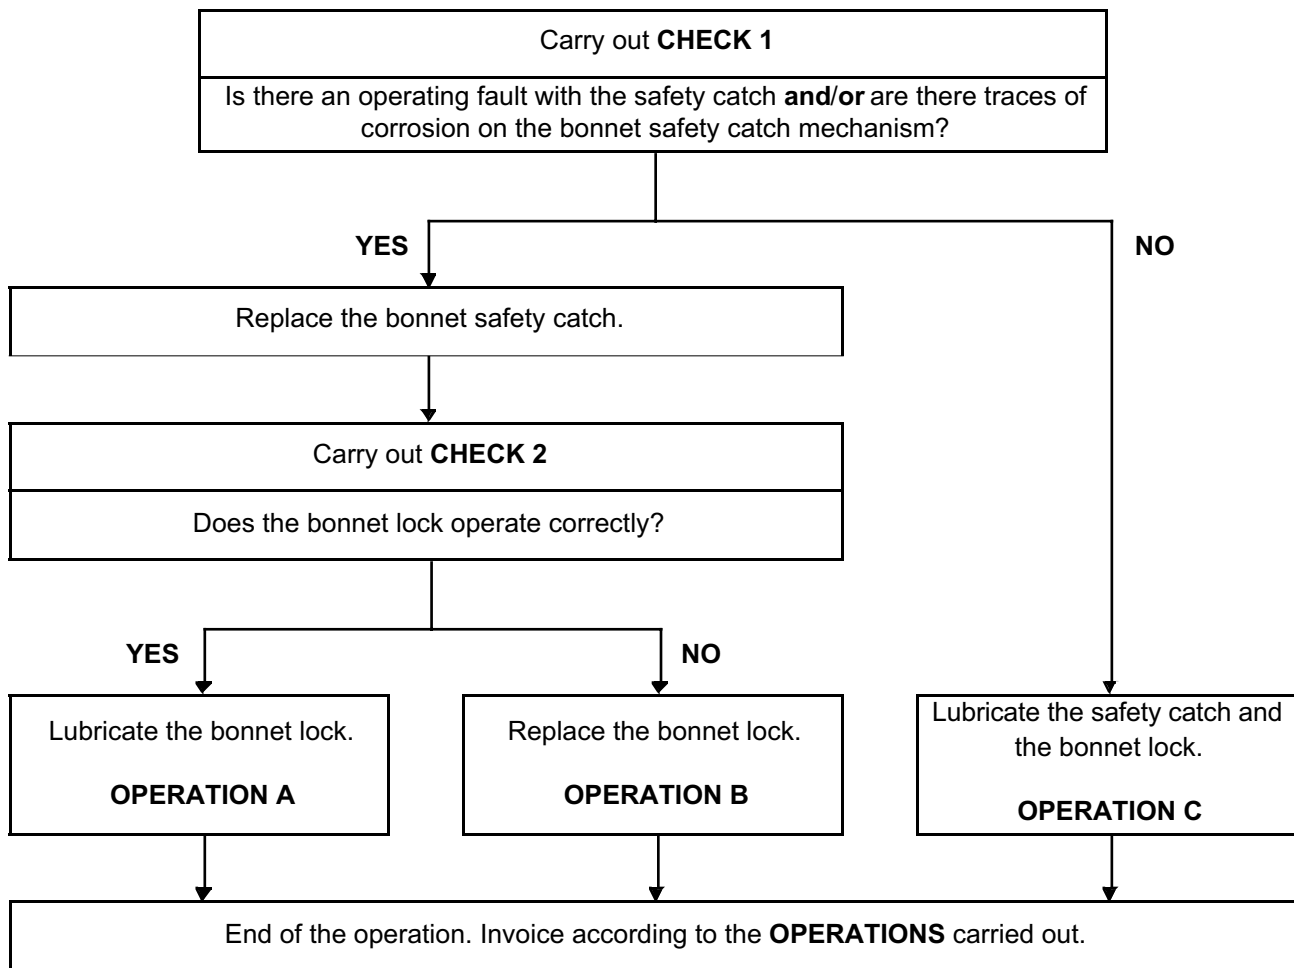 Carry out CHECK 1
Is there an operating fault with the safety catch and/or are there traces of
corrosion on the bonnet safety catch mechanism?
YES
NO
Replace the bonnet safety catch.
Carry out CHECK 2
Does the bonnet lock operate correctly?
YES
NO
Lubricate the bonnet lock.
OPERATION A
Replace the bonnet lock.
OPERATION B
Lubricate the safety catch and
the bonnet lock.
OPERATION C
End of the operation. Invoice according to the OPERATIONS carried out.